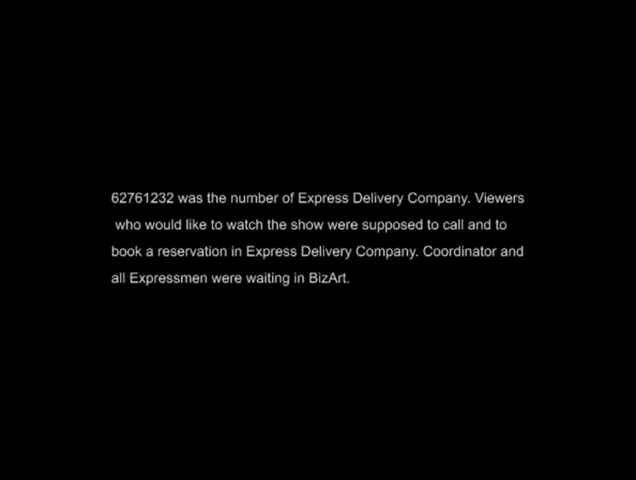 62761232 was the number of Express Delivery Company. Viewers
who would like to watch the show were supposed to call and to
book a reservation in Express Delivery Company. Coordinator and
all Expressmen were waiting in BizArt.